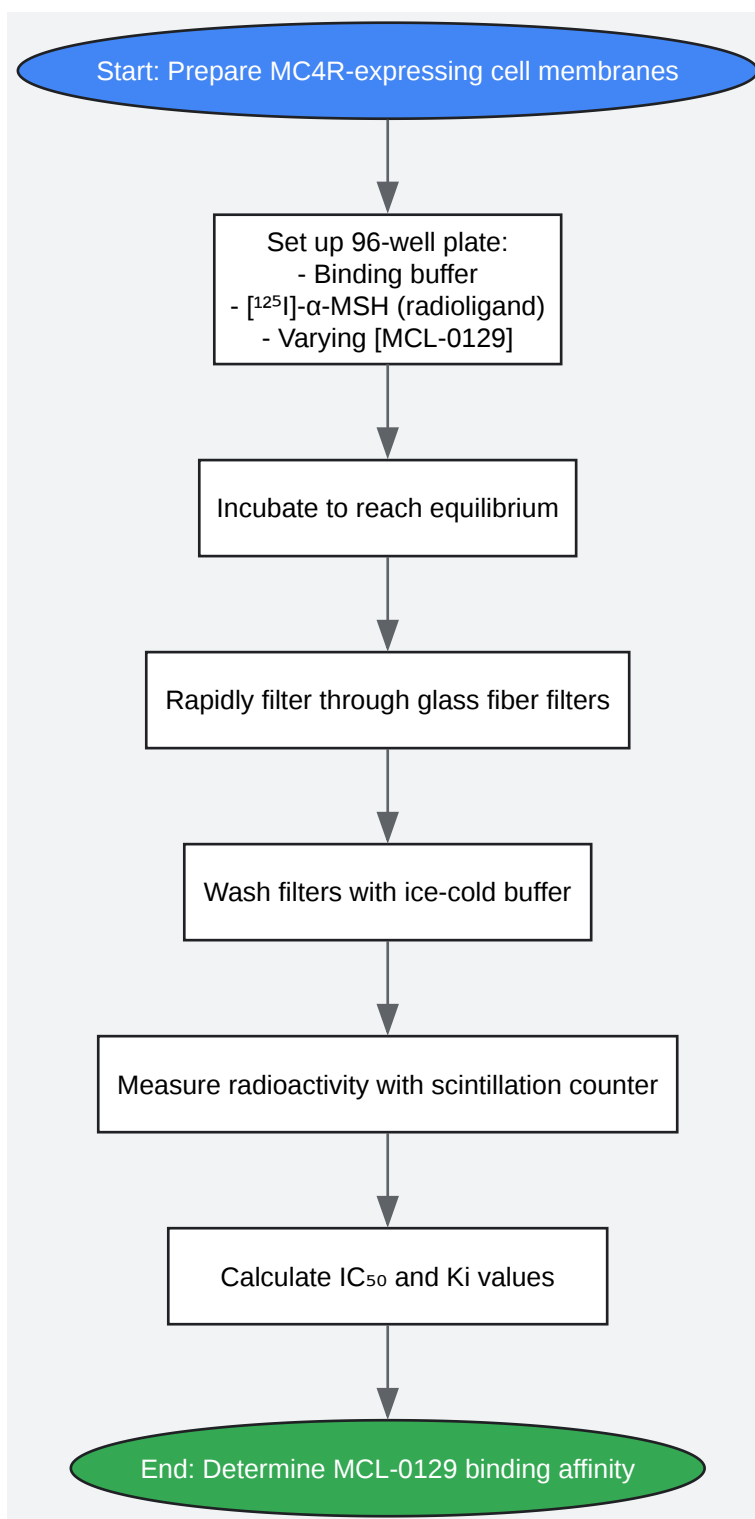 Start: Prepare MC4R-expressing cell membranes
Set up 96-well plate:
- Binding buffer
- [¹²⁵I]-α-MSH (radioligand)
- Varying [MCL-0129]
Incubate to reach equilibrium
Rapidly filter through glass fiber filters
Wash filters with ice-cold buffer
Measure radioactivity with scintillation counter
Calculate IC₅₀ and Ki values
End: Determine MCL-0129 binding affinity